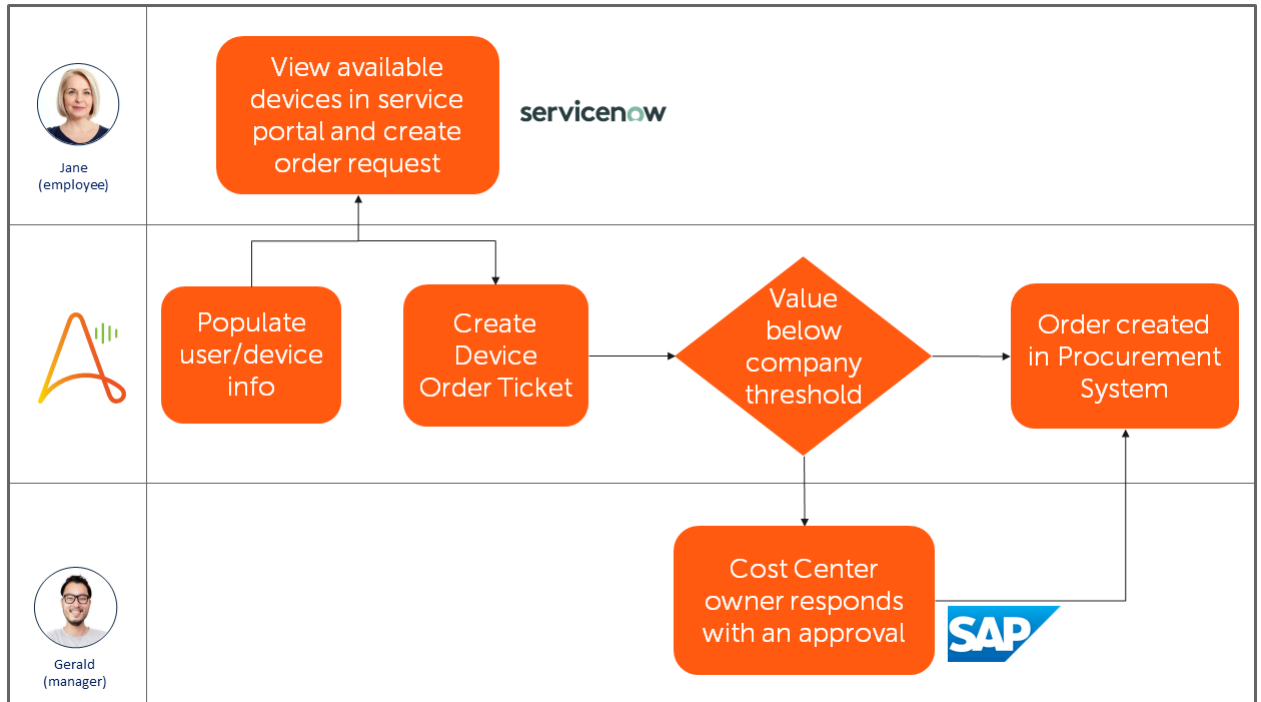 View available
devices in service
portal and create
order request
servicenow
Jane
(employee)
Populate
user/device
info
Create
Device
Order Ticket
Value
below
company
threshold
Order created
in Procurement
System
Cost Center
owner responds
with an approval
SAP
Gerald
(manager)